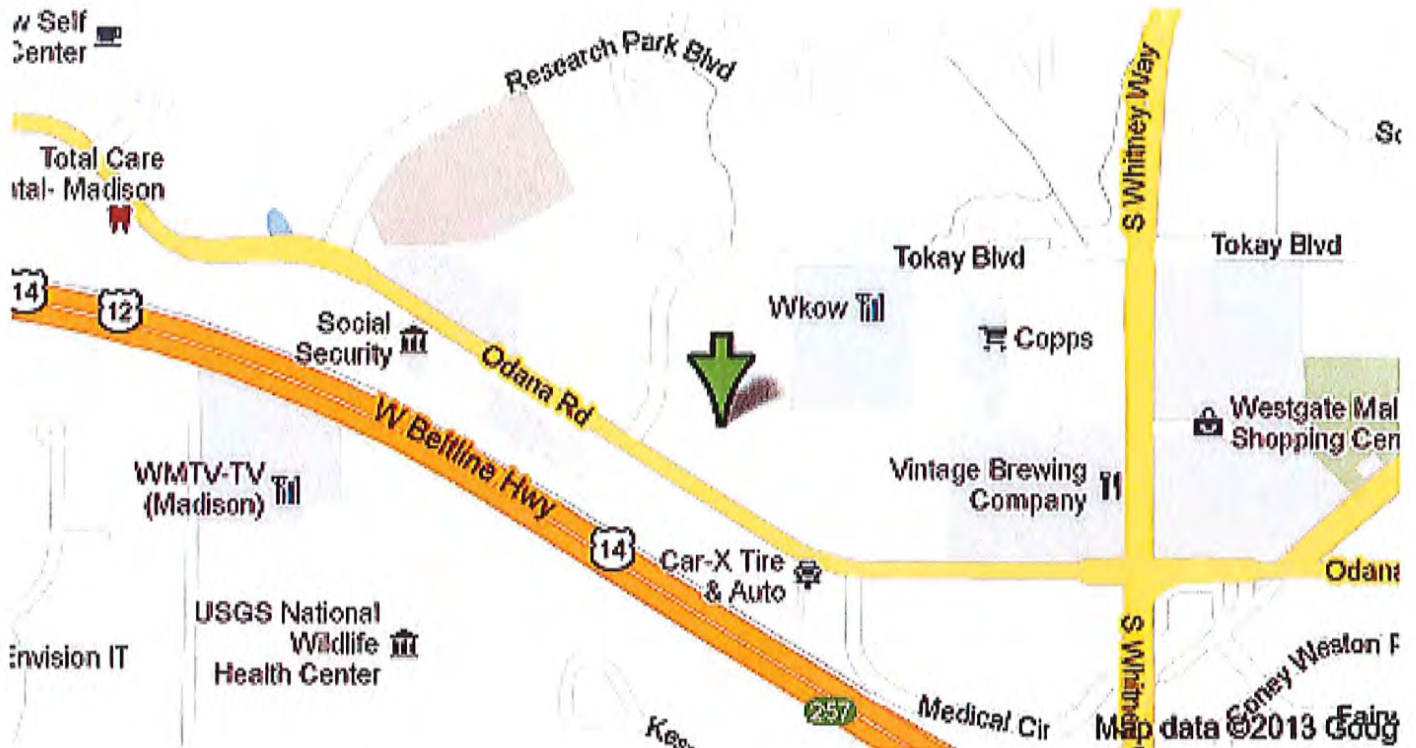 w Self
Center
Research Park Blvd
S Whitney Way
Total Care
ntal- Madison
Tokay Blvd
Tokay Blvd
14
12
Wkow
Social
Security
Copps
Odana Rd
Westgate Mal
Shopping Cen
W Beltline Hwy
WMTV-TV
(Madison)
Vintage Brewing
Company
14
Car-X Tire
& Auto
Odana
USGS National
Wildlife
Health Center
Envision IT
S Whitne
Medical Cir
257
Map data ©2013 Goog